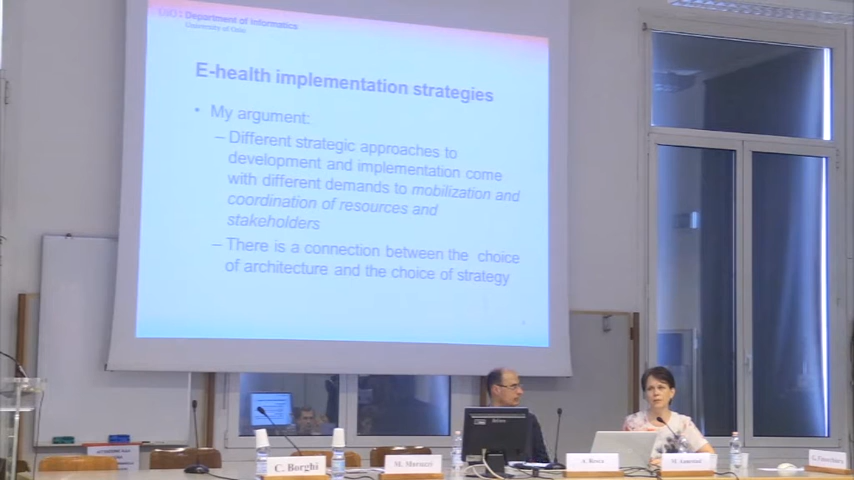 UiO : Department of Informatics
University of Oslo
E-health implementation strategies
• My argument:
– Different strategic approaches to
development and implementation come
with different demands to mobilization and
coordination of resources and
stakeholders
– There is a connection between the choice
of architecture and the choice of strategy
C. Borghi
M. Marazzi